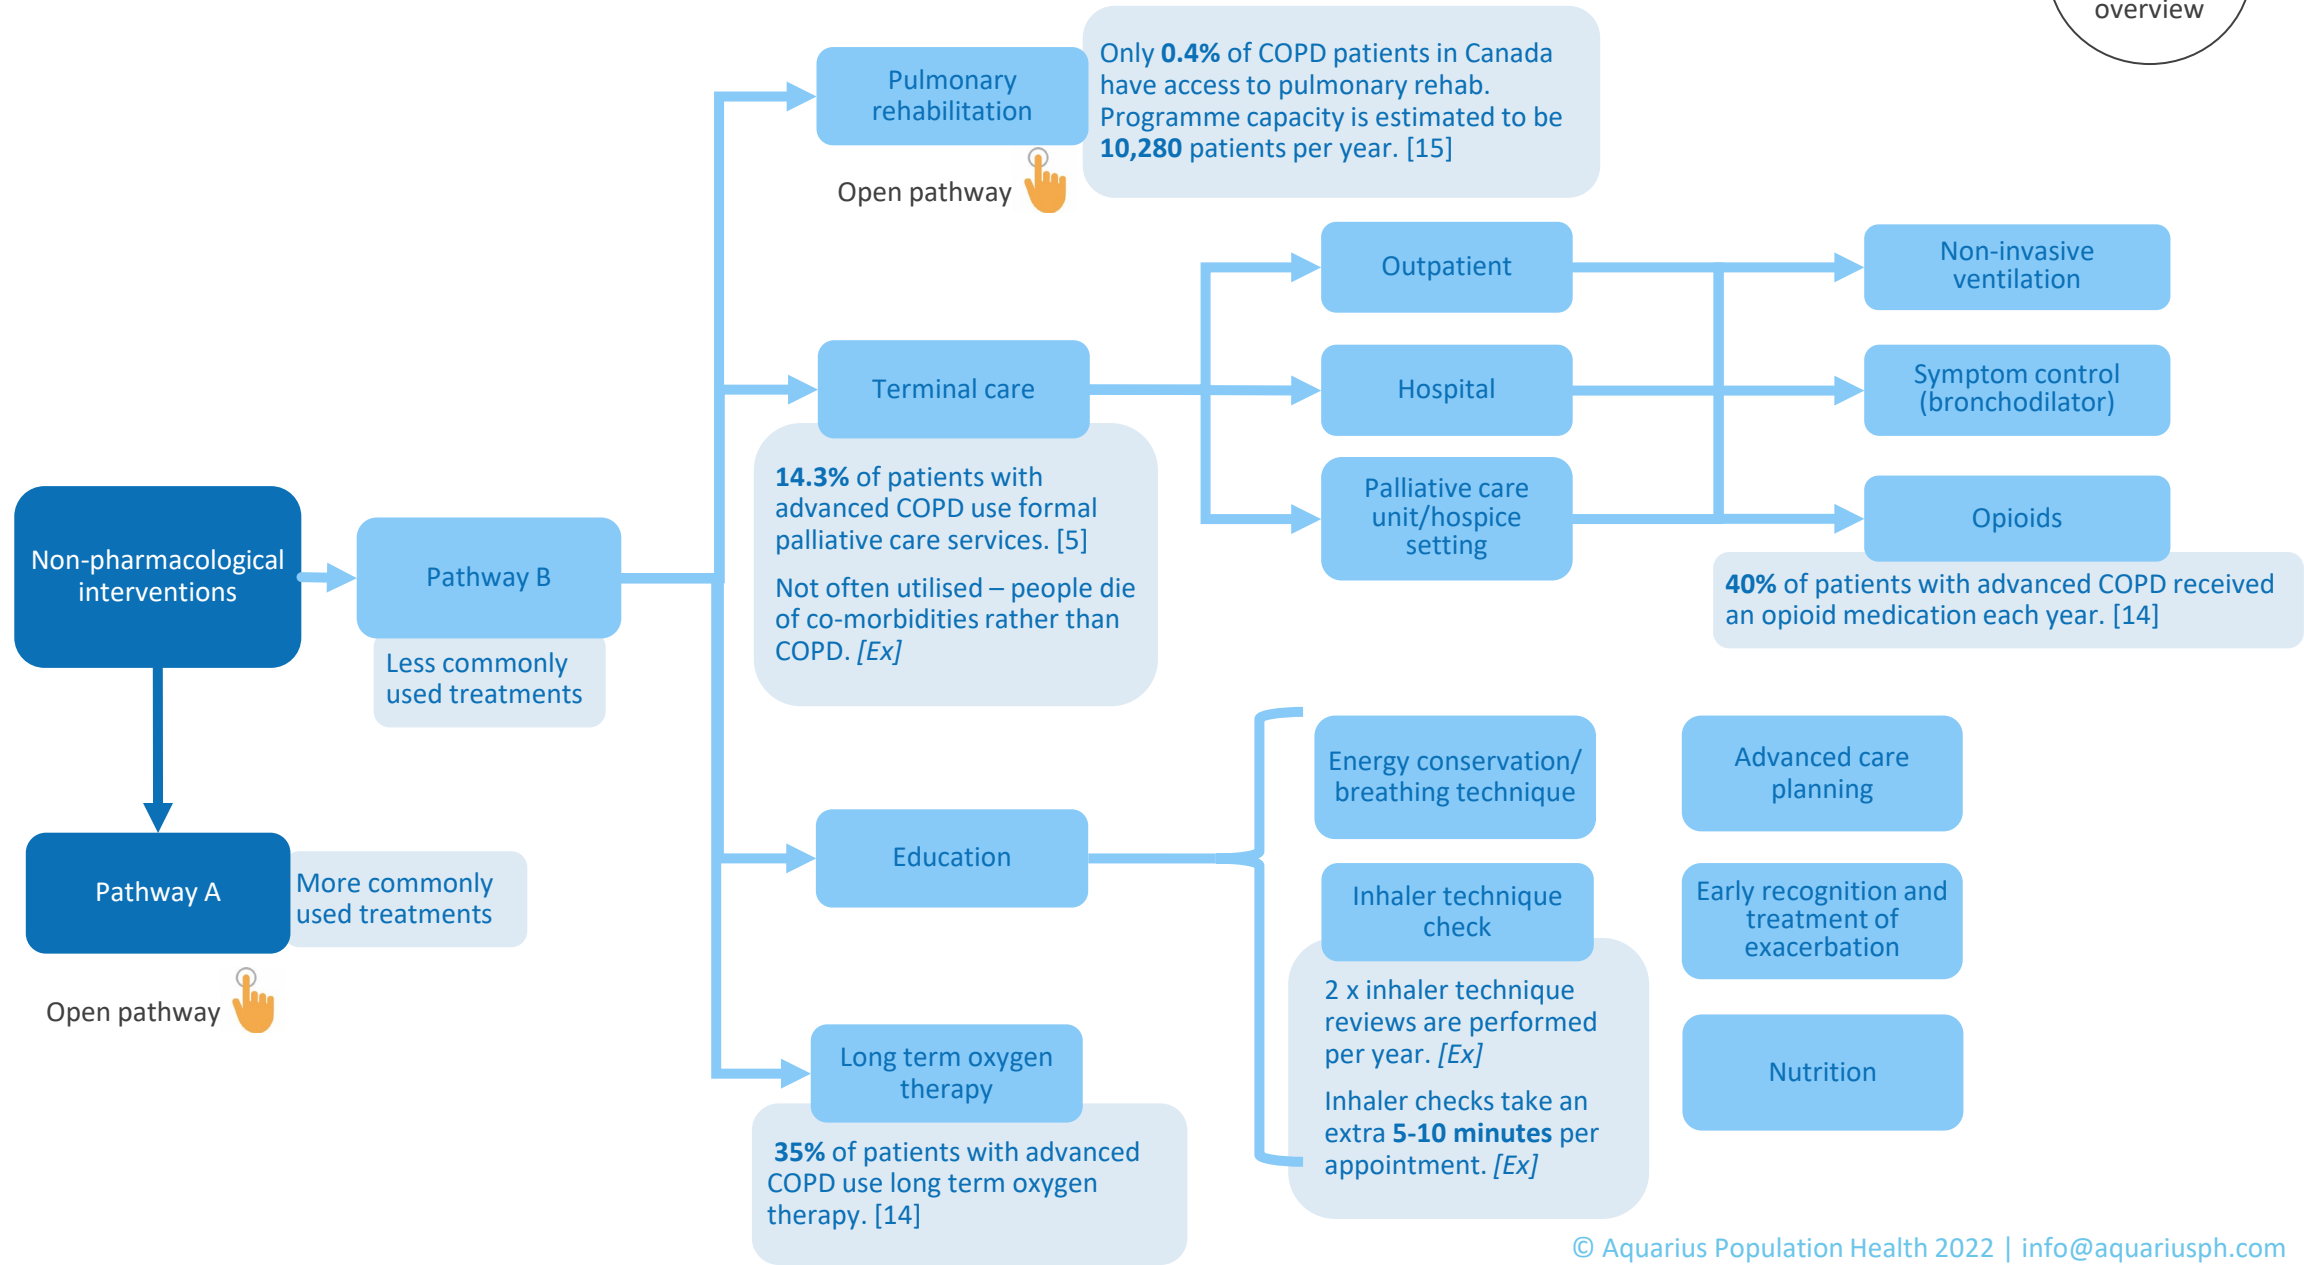 overview
Pulmonary
rehabilitation
Only 0.4% of COPD patients in Canada
have access to pulmonary rehab.
Programme capacity is estimated to be
10,280 patients per year. [15]
Open pathway
Outpatient
Non-invasive
ventilation
Terminal care
Hospital
Symptom control
(bronchodilator)
14.3% of patients with
advanced COPD use formal
palliative care services. [5]
Not often utilised – people die
of co-morbidities rather than
COPD. [Ex]
Palliative care
unit/hospice
setting
Opioids
40% of patients with advanced COPD received
an opioid medication each year. [14]
Non-pharmacological
interventions
Pathway B
Less commonly
used treatments
Pathway A
More commonly
used treatments
Open pathway
Education
Energy conservation/
breathing technique
Advanced care
planning
Inhaler technique
check
Early recognition and
treatment of
exacerbation
2 x inhaler technique
reviews are performed
per year. [Ex]
Inhaler checks take an
extra 5-10 minutes per
appointment. [Ex]
Nutrition
Long term oxygen
therapy
35% of patients with advanced
COPD use long term oxygen
therapy. [14]
© Aquarius Population Health 2022 | info@aquariusph.com